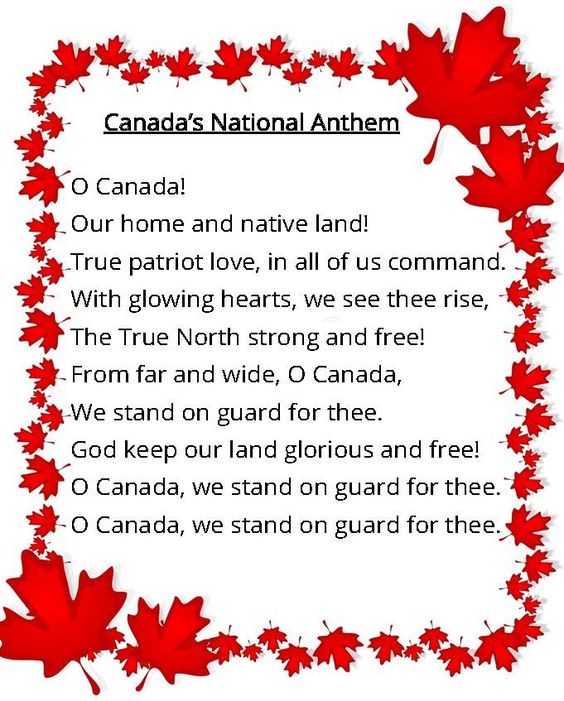 Canada's National Anthem
O Canada!
Our home and native land!
True patriot love, in all of us command.
With glowing hearts, we see thee rise,
The True North strong and free!
From far and wide, O Canada,
We stand on guard for thee.
God keep our land glorious and free!
O Canada, we stand on guard for thee.
O Canada, we stand on guard for thee.